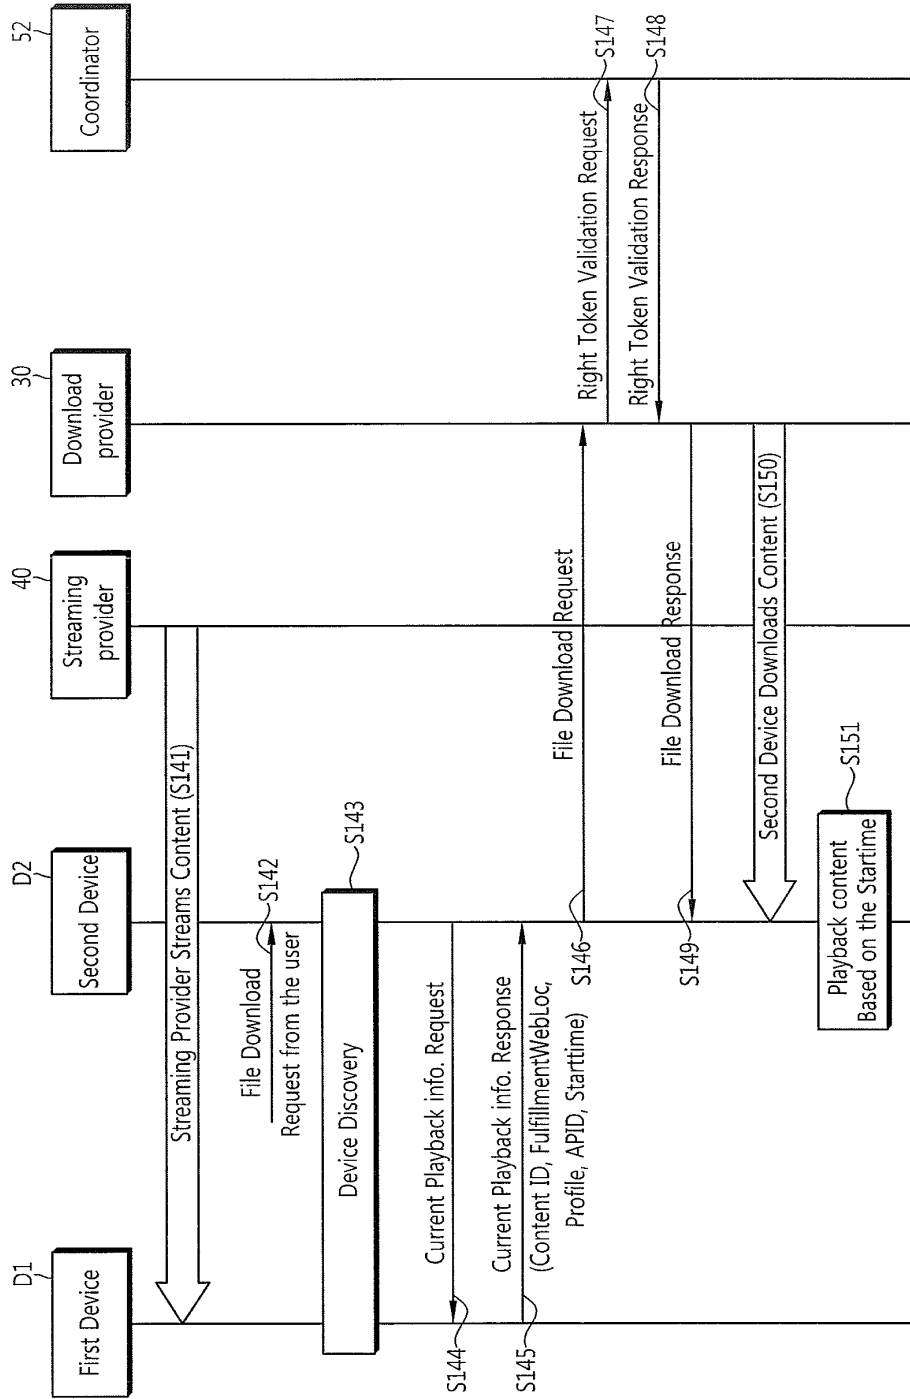 D1
First Device
D2
Second Device
40
Streaming
provider
30
Download
provider
52
Coordinator
Streaming Provider Streams Content (S141)
File Download
Request from the user
S142
Device Discovery
S143
Current Playback info. Request
S144
Current Playback info. Response
(Content ID, FulfillmentWebLoc,
Profile, APID, Starttime)
S145
File Download Request
S146
Right Token Validation Request
S147
Right Token Validation Response
S148
File Download Response
S149
Second Device Downloads Content (S150)
Playback content
Based on the Startime
S151